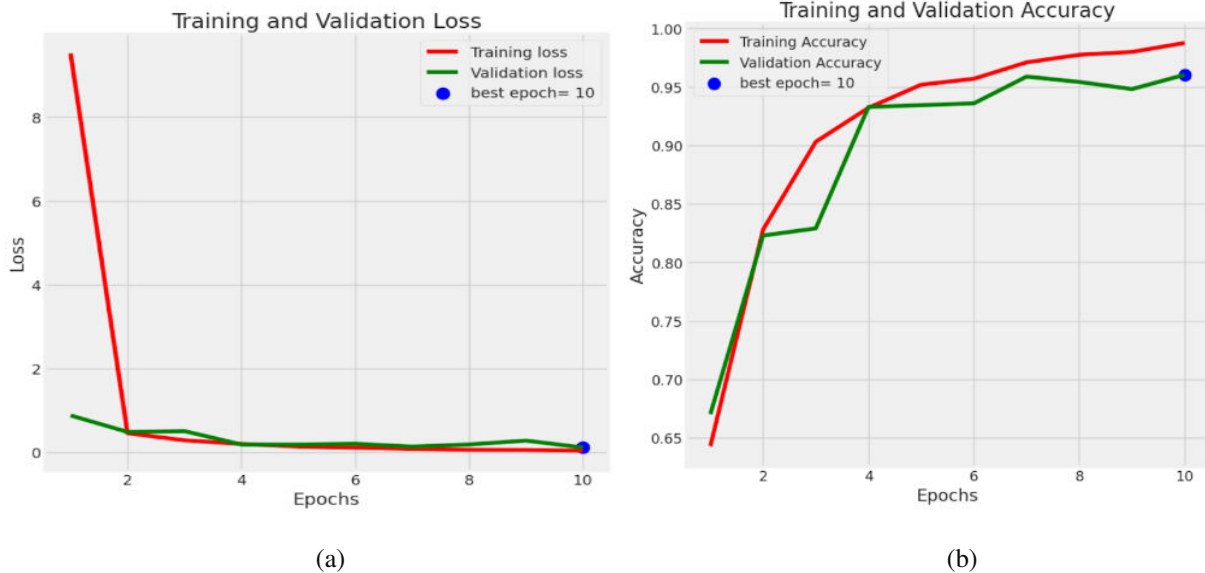 Training and Validation Loss
Training loss
Validation loss
best epoch= 10
8
6
4
2
0
Loss
2
4
6
8
10
Epochs
(a)
Training and Validation Accuracy
Training Accuracy
Validation Accuracy
best epoch= 10
1.00
0.95
0.90
0.85
0.80
0.75
0.70
0.65
Accuracy
2
4
6
8
10
Epochs
(b)